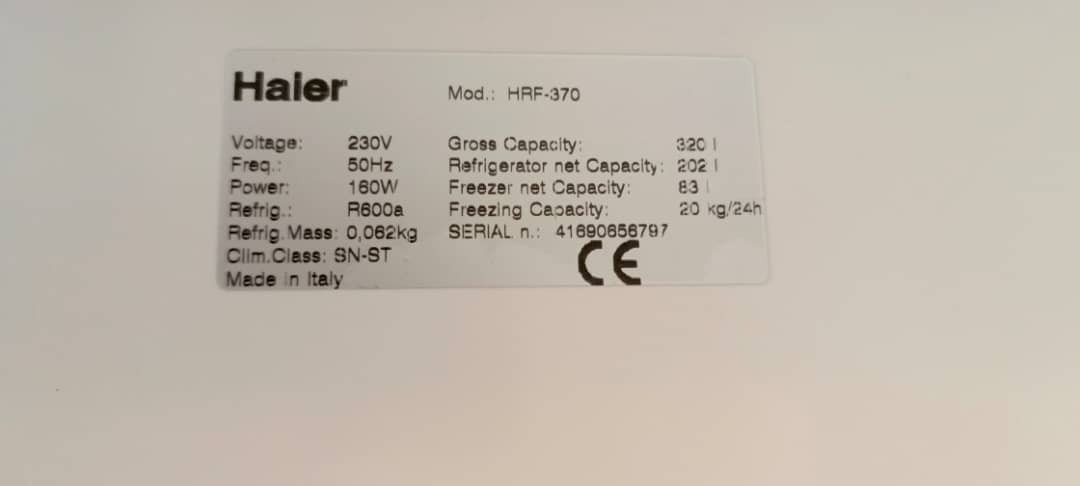 Haier
Mod.: HRF-370
Voltage: 230V Gross Capacity: 320 l
Freq.: 50Hz Refrigerator net Capacity: 202 l
Power: 160W Freezer net Capacity: 83 l
Refrig.: R600a Freezing Capacity: 20 kg/24h
Refrig.Mass: 0,062kg SERIAL n.: 41690656797
Clim.Class: SN-ST
Made in Italy
CE